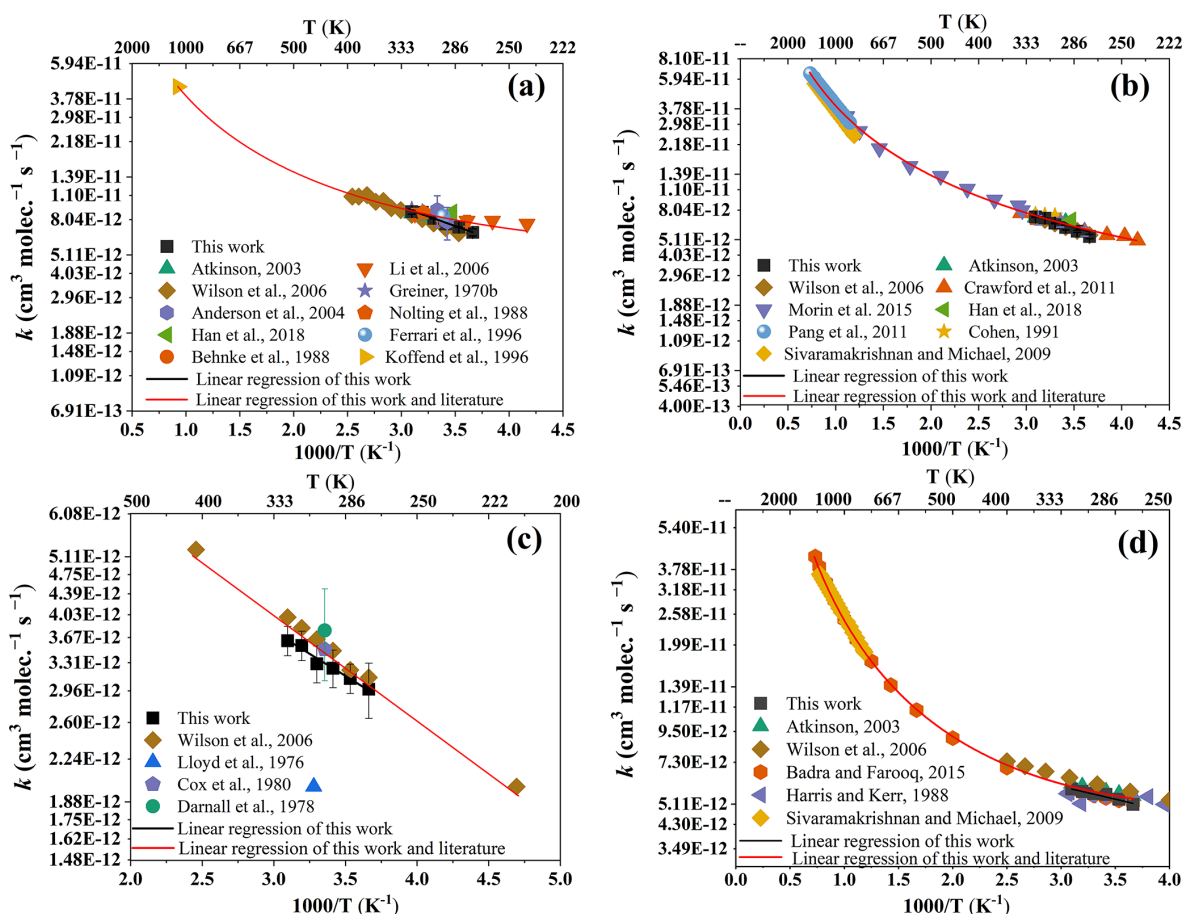 T (K)
2000 1000 667 500 400 333 286 250 222
5.94E-11
3.78E-11
2.98E-11
2.18E-11
1.39E-11
1.10E-11
8.04E-12
5.11E-12
4.03E-12
2.96E-12
1.88E-12
1.48E-12
1.09E-12
6.91E-13
k (cm³ molec.⁻¹ s⁻¹)
(a)
This work
Atkinson, 2003
Li et al., 2006
Wilson et al., 2006
Greiner, 1970b
Anderson et al., 2004
Nolting et al., 1988
Han et al., 2018
Ferrari et al., 1996
Behnke et al., 1988
Koffend et al., 1996
Linear regression of this work
Linear regression of this work and literature
0.5 1.0 1.5 2.0 2.5 3.0 3.5 4.0 4.5
1000/T (K⁻¹)
T (K)
-- 2000 1000 667 500 400 333 286 250 222
8.10E-11
5.94E-11
3.78E-11
2.98E-11
2.18E-11
1.39E-11
1.10E-11
8.04E-12
5.11E-12
4.03E-12
2.96E-12
1.88E-12
1.48E-12
1.09E-12
6.91E-13
5.46E-13
4.00E-13
k (cm³ molec.⁻¹ s⁻¹)
(b)
This work
Atkinson, 2003
Wilson et al., 2006
Crawford et al., 2011
Morin et al. 2015
Han et al., 2018
Pang et al., 2011
Cohen, 1991
Sivaramakrishnan and Michael, 2009
Linear regression of this work
Linear regression of this work and literature
0.0 0.5 1.0 1.5 2.0 2.5 3.0 3.5 4.0 4.5
1000/T (K⁻¹)
T (K)
500 400 333 286 250 222 200
6.08E-12
5.11E-12
4.75E-12
4.39E-12
4.03E-12
3.67E-12
3.31E-12
2.96E-12
2.60E-12
2.24E-12
1.88E-12
1.75E-12
1.62E-12
1.48E-12
k (cm³ molec.⁻¹ s⁻¹)
(c)
This work
Wilson et al., 2006
Lloyd et al., 1976
Cox et al., 1980
Darnall et al., 1978
Linear regression of this work
Linear regression of this work and literature
2.0 2.5 3.0 3.5 4.0 4.5 5.0
1000/T (K⁻¹)
T (K)
-- 2000 1000 667 500 400 333 286 250
5.40E-11
3.78E-11
3.18E-11
2.58E-11
1.99E-11
1.39E-11
1.17E-11
9.50E-12
7.30E-12
5.11E-12
4.30E-12
3.49E-12
k (cm³ molec.⁻¹ s⁻¹)
(d)
This work
Atkinson, 2003
Wilson et al., 2006
Badra and Farooq, 2015
Harris and Kerr, 1988
Sivaramakrishnan and Michael, 2009
Linear regression of this work
Linear regression of this work and literature
0.0 0.5 1.0 1.5 2.0 2.5 3.0 3.5 4.0
1000/T (K⁻¹)